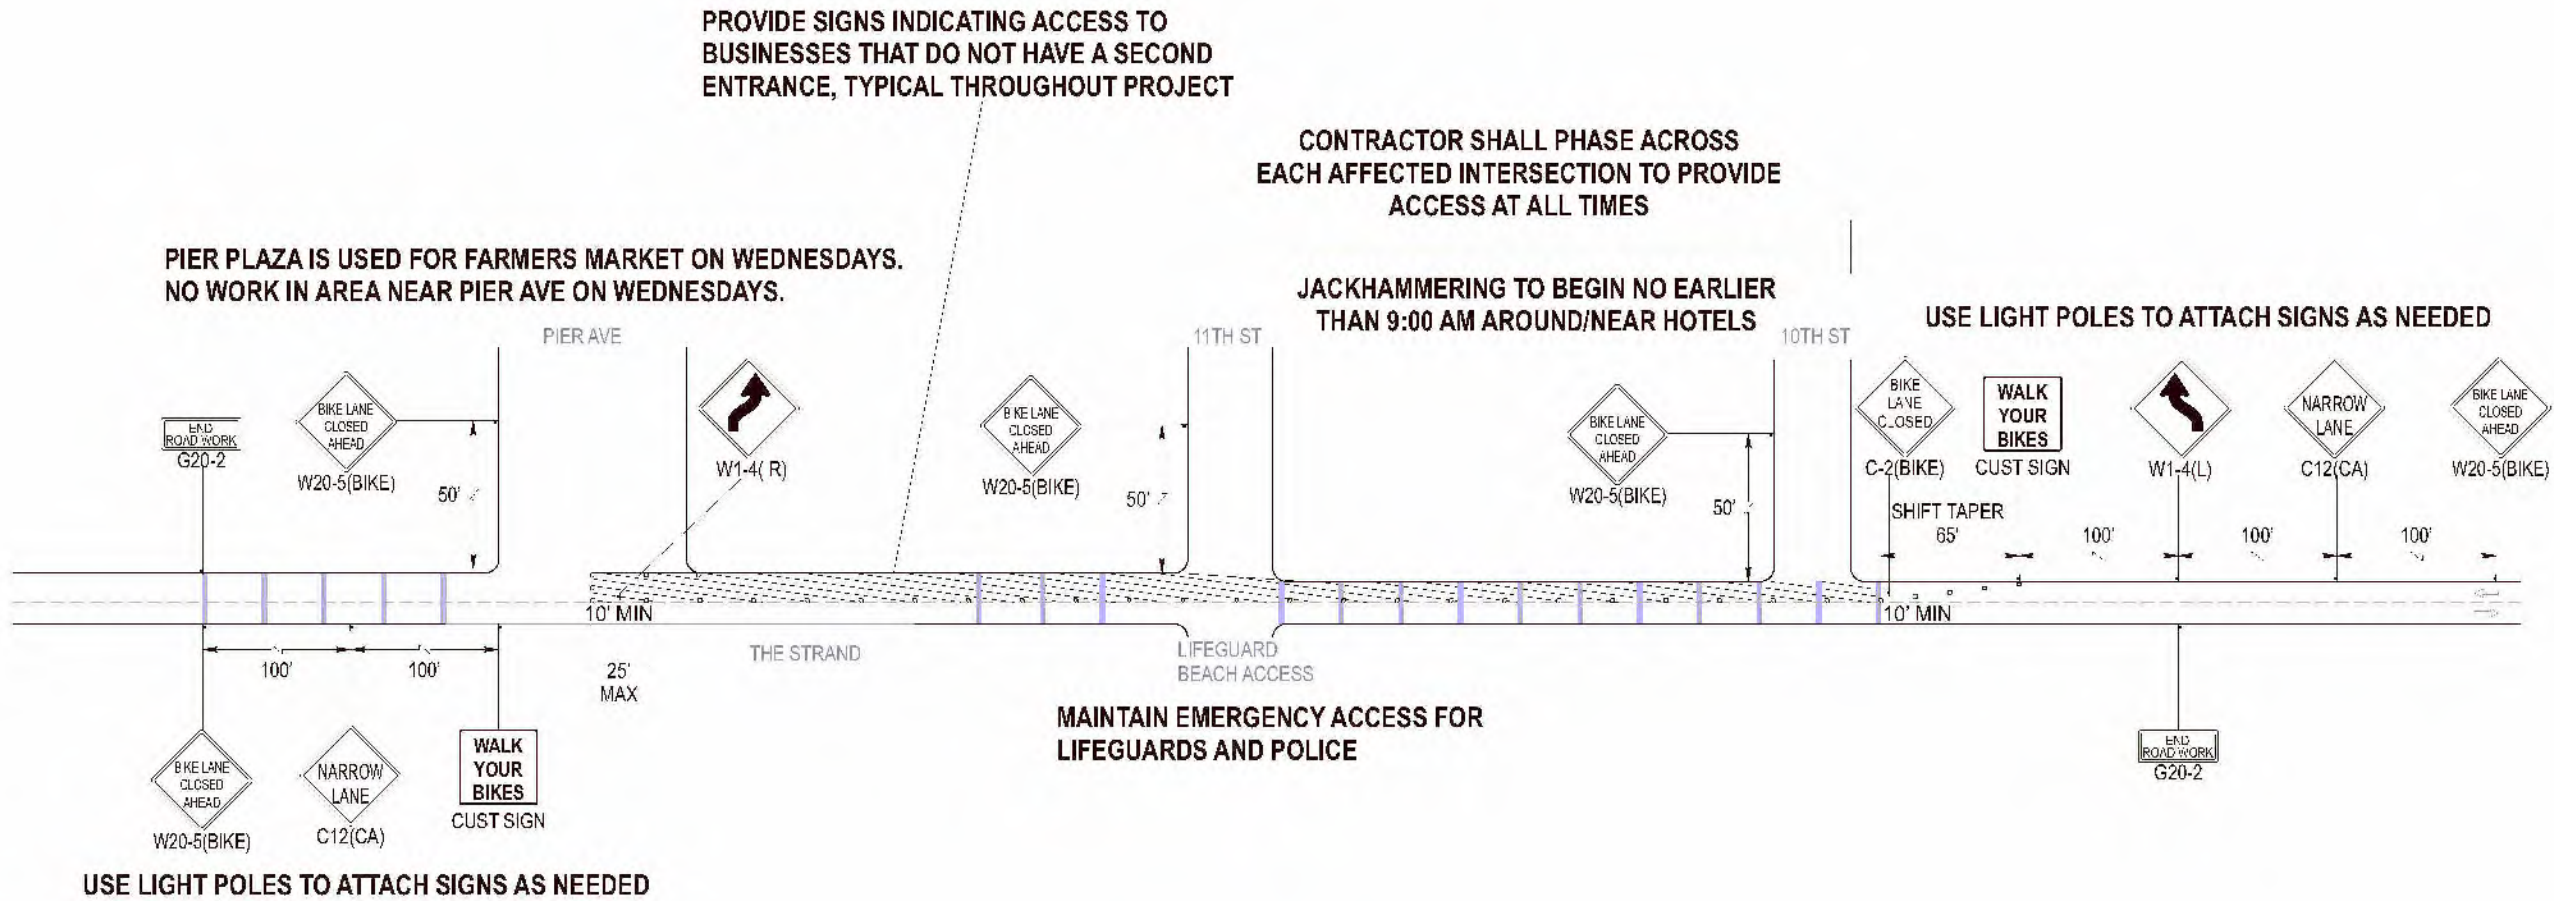 PROVIDE SIGNS INDICATING ACCESS TO
BUSINESSES THAT DO NOT HAVE A SECOND
ENTRANCE, TYPICAL THROUGHOUT PROJECT
CONTRACTOR SHALL PHASE ACROSS
EACH AFFECTED INTERSECTION TO PROVIDE
ACCESS AT ALL TIMES
PIER PLAZA IS USED FOR FARMERS MARKET ON WEDNESDAYS.
NO WORK IN AREA NEAR PIER AVE ON WEDNESDAYS.
JACKHAMMERING TO BEGIN NO EARLIER
THAN 9:00 AM AROUND/NEAR HOTELS
USE LIGHT POLES TO ATTACH SIGNS AS NEEDED
PIER AVE
11TH ST
10TH ST
END
ROAD WORK
G20-2
BIKE LANE
CLOSED
AHEAD
W20-5(BIKE)
50'
W1-4( R)
B KE LANE
CLOSED
AHEAD
W20-5(BIKE)
50'
BIKE LANE
CLOSED
AHEAD
W20-5(BIKE)
50'
BIKE
LANE
CLOSED
C-2(BIKE)
WALK
YOUR
BIKES
CUST SIGN
W1-4(L)
NARROW
LANE
C12(CA)
BIKE LANE
CLOSED
AHEAD
W20-5(BIKE)
SHIFT TAPER
65'
100'
100'
100'
10' MIN
10' MIN
100'
100'
25'
MAX
THE STRAND
LIFEGUARD
BEACH ACCESS
MAINTAIN EMERGENCY ACCESS FOR
LIFEGUARDS AND POLICE
B KE LANE
CLOSED
AHEAD
W20-5(BIKE)
NARROW
LANE
C12(CA)
WALK
YOUR
BIKES
CUST SIGN
END
ROAD WORK
G20-2
USE LIGHT POLES TO ATTACH SIGNS AS NEEDED